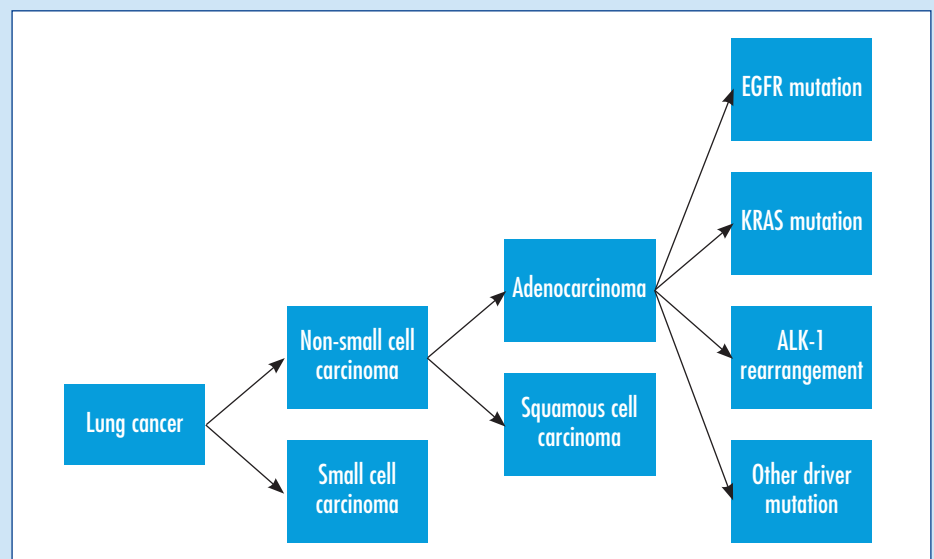 Lung cancer
Non-small cell
carcinoma
Small cell
carcinoma
Adenocarcinoma
Squamous cell
carcinoma
EGFR mutation
KRAS mutation
ALK-1
rearrangement
Other driver
mutation